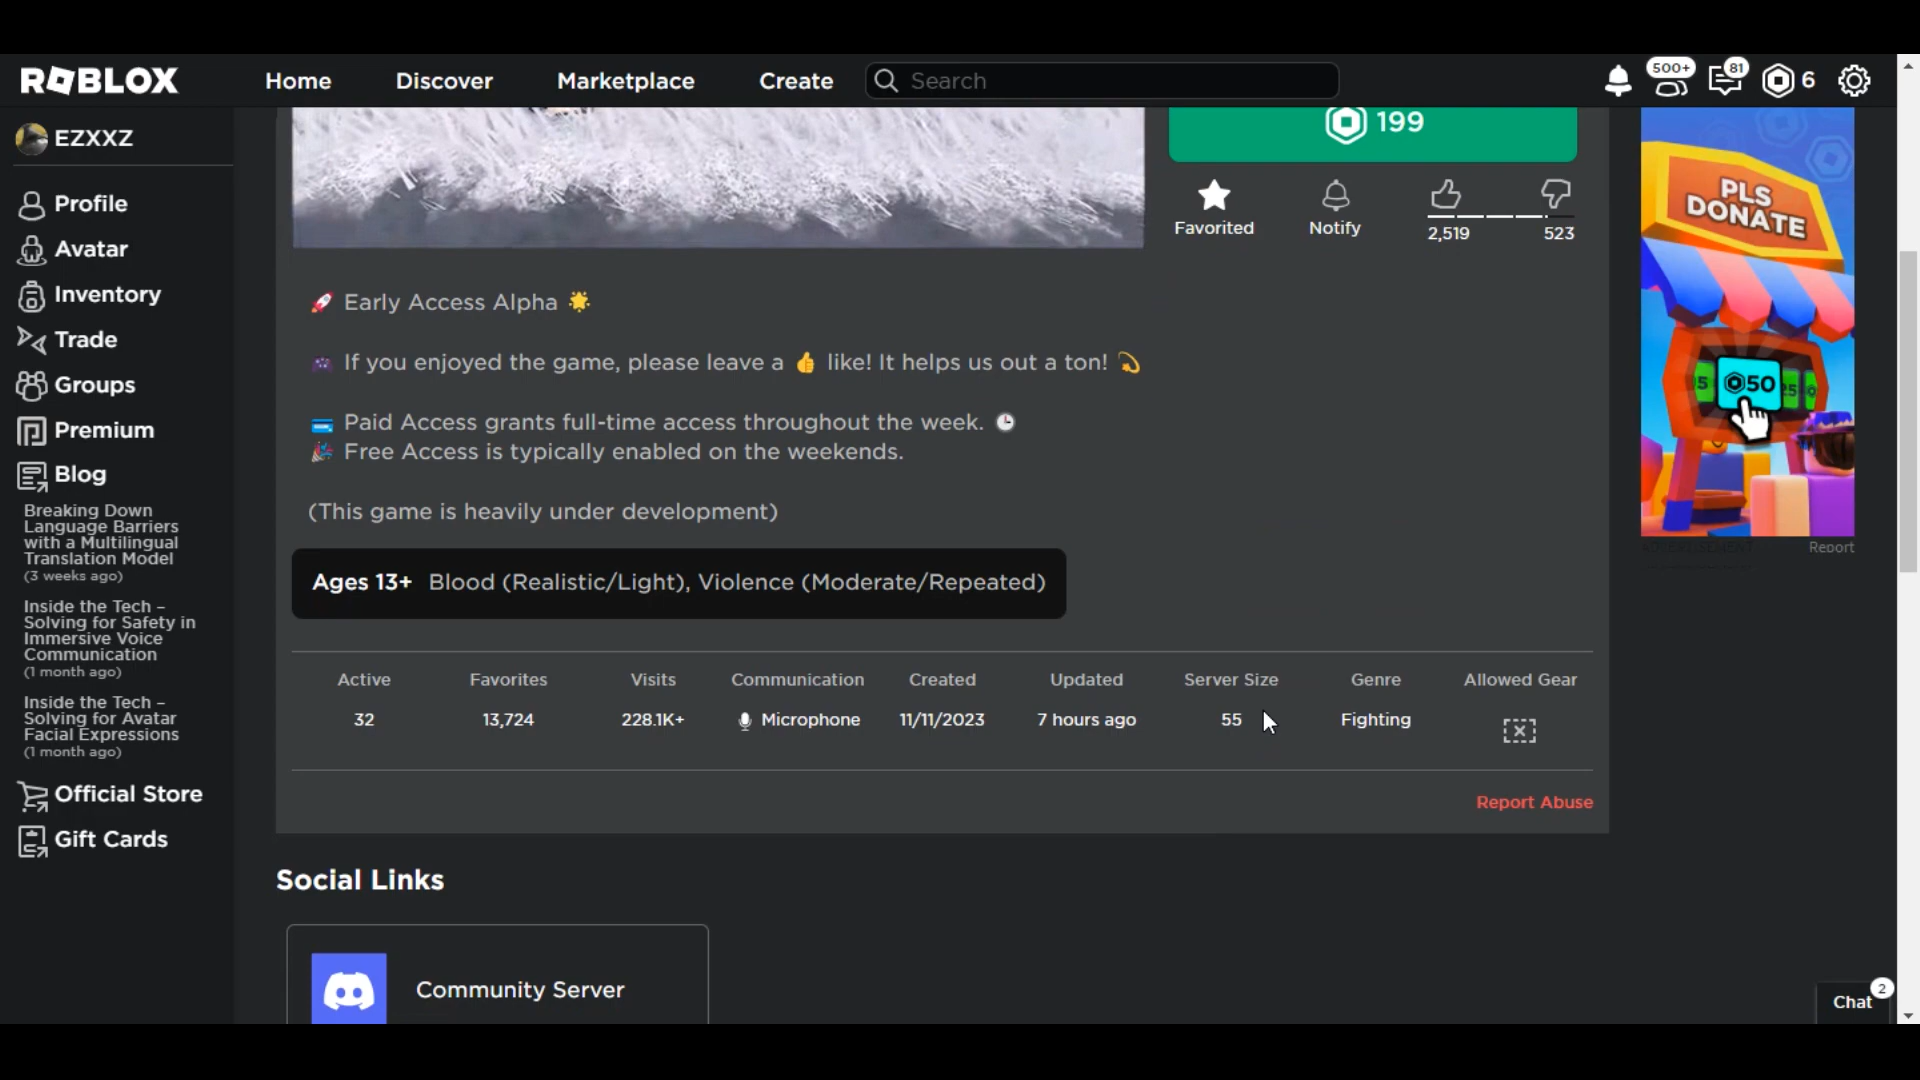 ROBLOX
Home
Discover
Marketplace
Create
Search
500+
81
6
EZXXZ
Profile
Avatar
Inventory
Trade
Groups
Premium
Blog
Breaking Down
Language Barriers
with a Multilingual
Translation Model
(3 weeks ago)
Inside the Tech –
Solving for Safety in
Immersive Voice
Communication
(1 month ago)
Inside the Tech –
Solving for Avatar
Facial Expressions
(1 month ago)
Official Store
Gift Cards
199
Favorited
Notify
2,519
523
🚀 Early Access Alpha 🌟
🎮 If you enjoyed the game, please leave a 👍 like! It helps us out a ton! 💫
💳 Paid Access grants full-time access throughout the week. 🕒
🎉 Free Access is typically enabled on the weekends.
(This game is heavily under development)
Ages 13+ Blood (Realistic/Light), Violence (Moderate/Repeated)
Active Favorites Visits Communication Created Updated Server Size Genre Allowed Gear
32 13,724 228.1K+ Microphone 11/11/2023 7 hours ago 55 Fighting
Report Abuse
Social Links
Community Server
PLS
DONATE
5 50 25
ADVERTISEMENT
Report
Chat
2